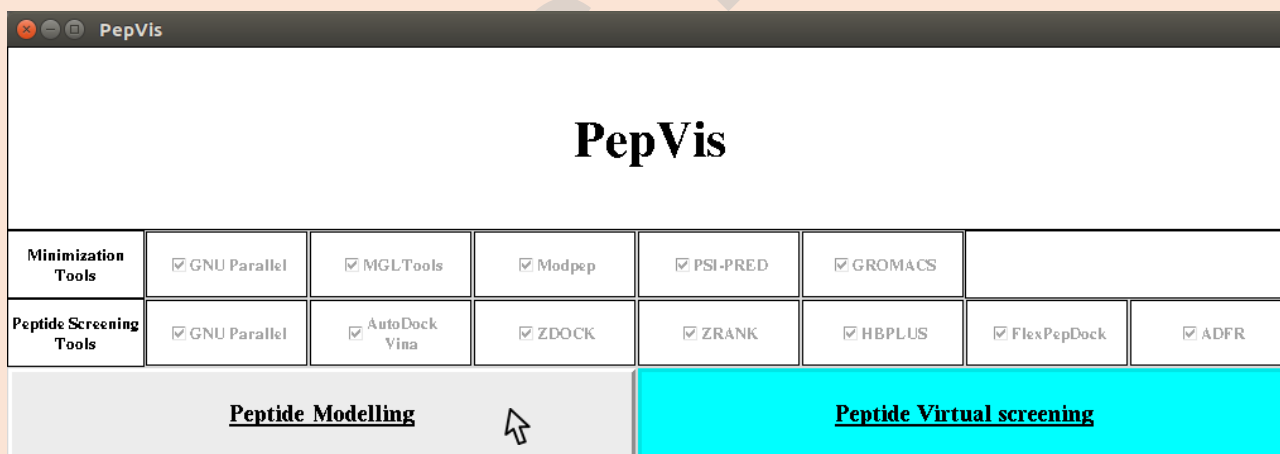 PepVis
PepVis
Minimization
Tools
GNU Parallel
MGLTools
Modpep
PSI-PRED
GROMACS
Peptide Screening
Tools
GNU Parallel
AutoDock
Vina
ZDOCK
ZRANK
HBPLUS
FlexPepDock
ADFR
Peptide Modelling
Peptide Virtual screening